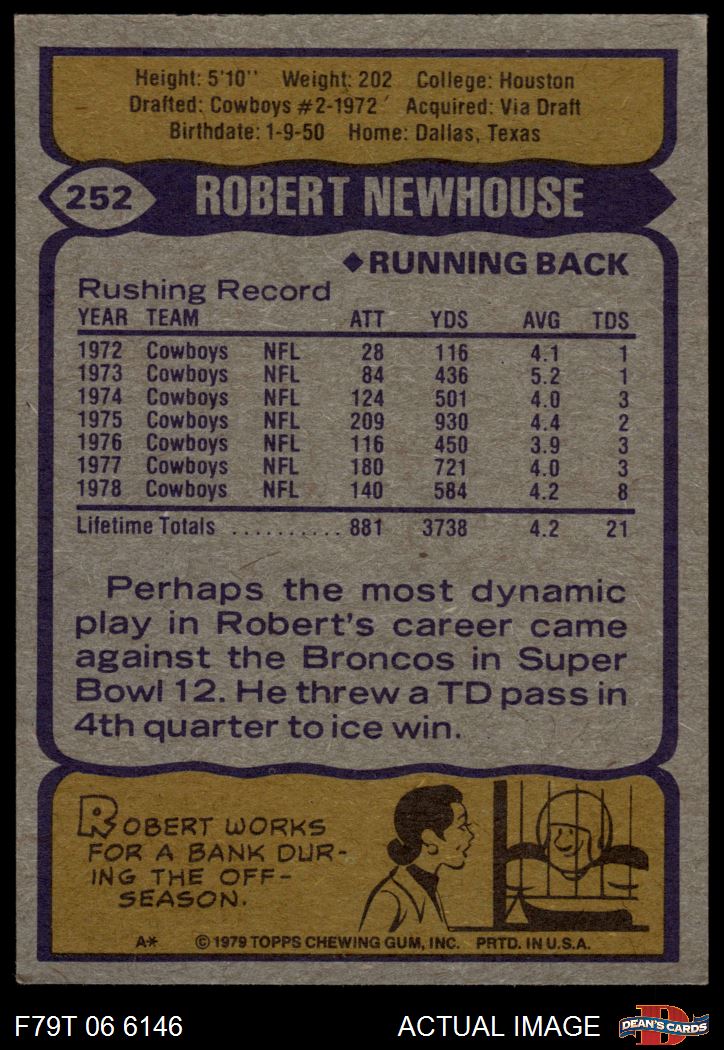 Height: 5'10" Weight: 202 College: Houston
Drafted: Cowboys #2-1972 Acquired: Via Draft
Birthdate: 1-9-50 Home: Dallas, Texas
252 ROBERT NEWHOUSE
◆RUNNING BACK
Rushing Record
YEAR TEAM ATT YDS AVG TDS
1972 Cowboys NFL 28 116 4.1 1
1973 Cowboys NFL 84 436 5.2 1
1974 Cowboys NFL 124 501 4.0 3
1975 Cowboys NFL 209 930 4.4 2
1976 Cowboys NFL 116 450 3.9 3
1977 Cowboys NFL 180 721 4.0 3
1978 Cowboys NFL 140 584 4.2 8
Lifetime Totals .......... 881 3738 4.2 21
Perhaps the most dynamic
play in Robert's career came
against the Broncos in Super
Bowl 12. He threw a TD pass in
4th quarter to ice win.
ROBERT WORKS
FOR A BANK DUR-
ING THE OFF-
SEASON.
A* © 1979 TOPPS CHEWING GUM, INC. PRTD. IN U.S.A.
F79T 06 6146 ACTUAL IMAGE D DEAN'S CARDS